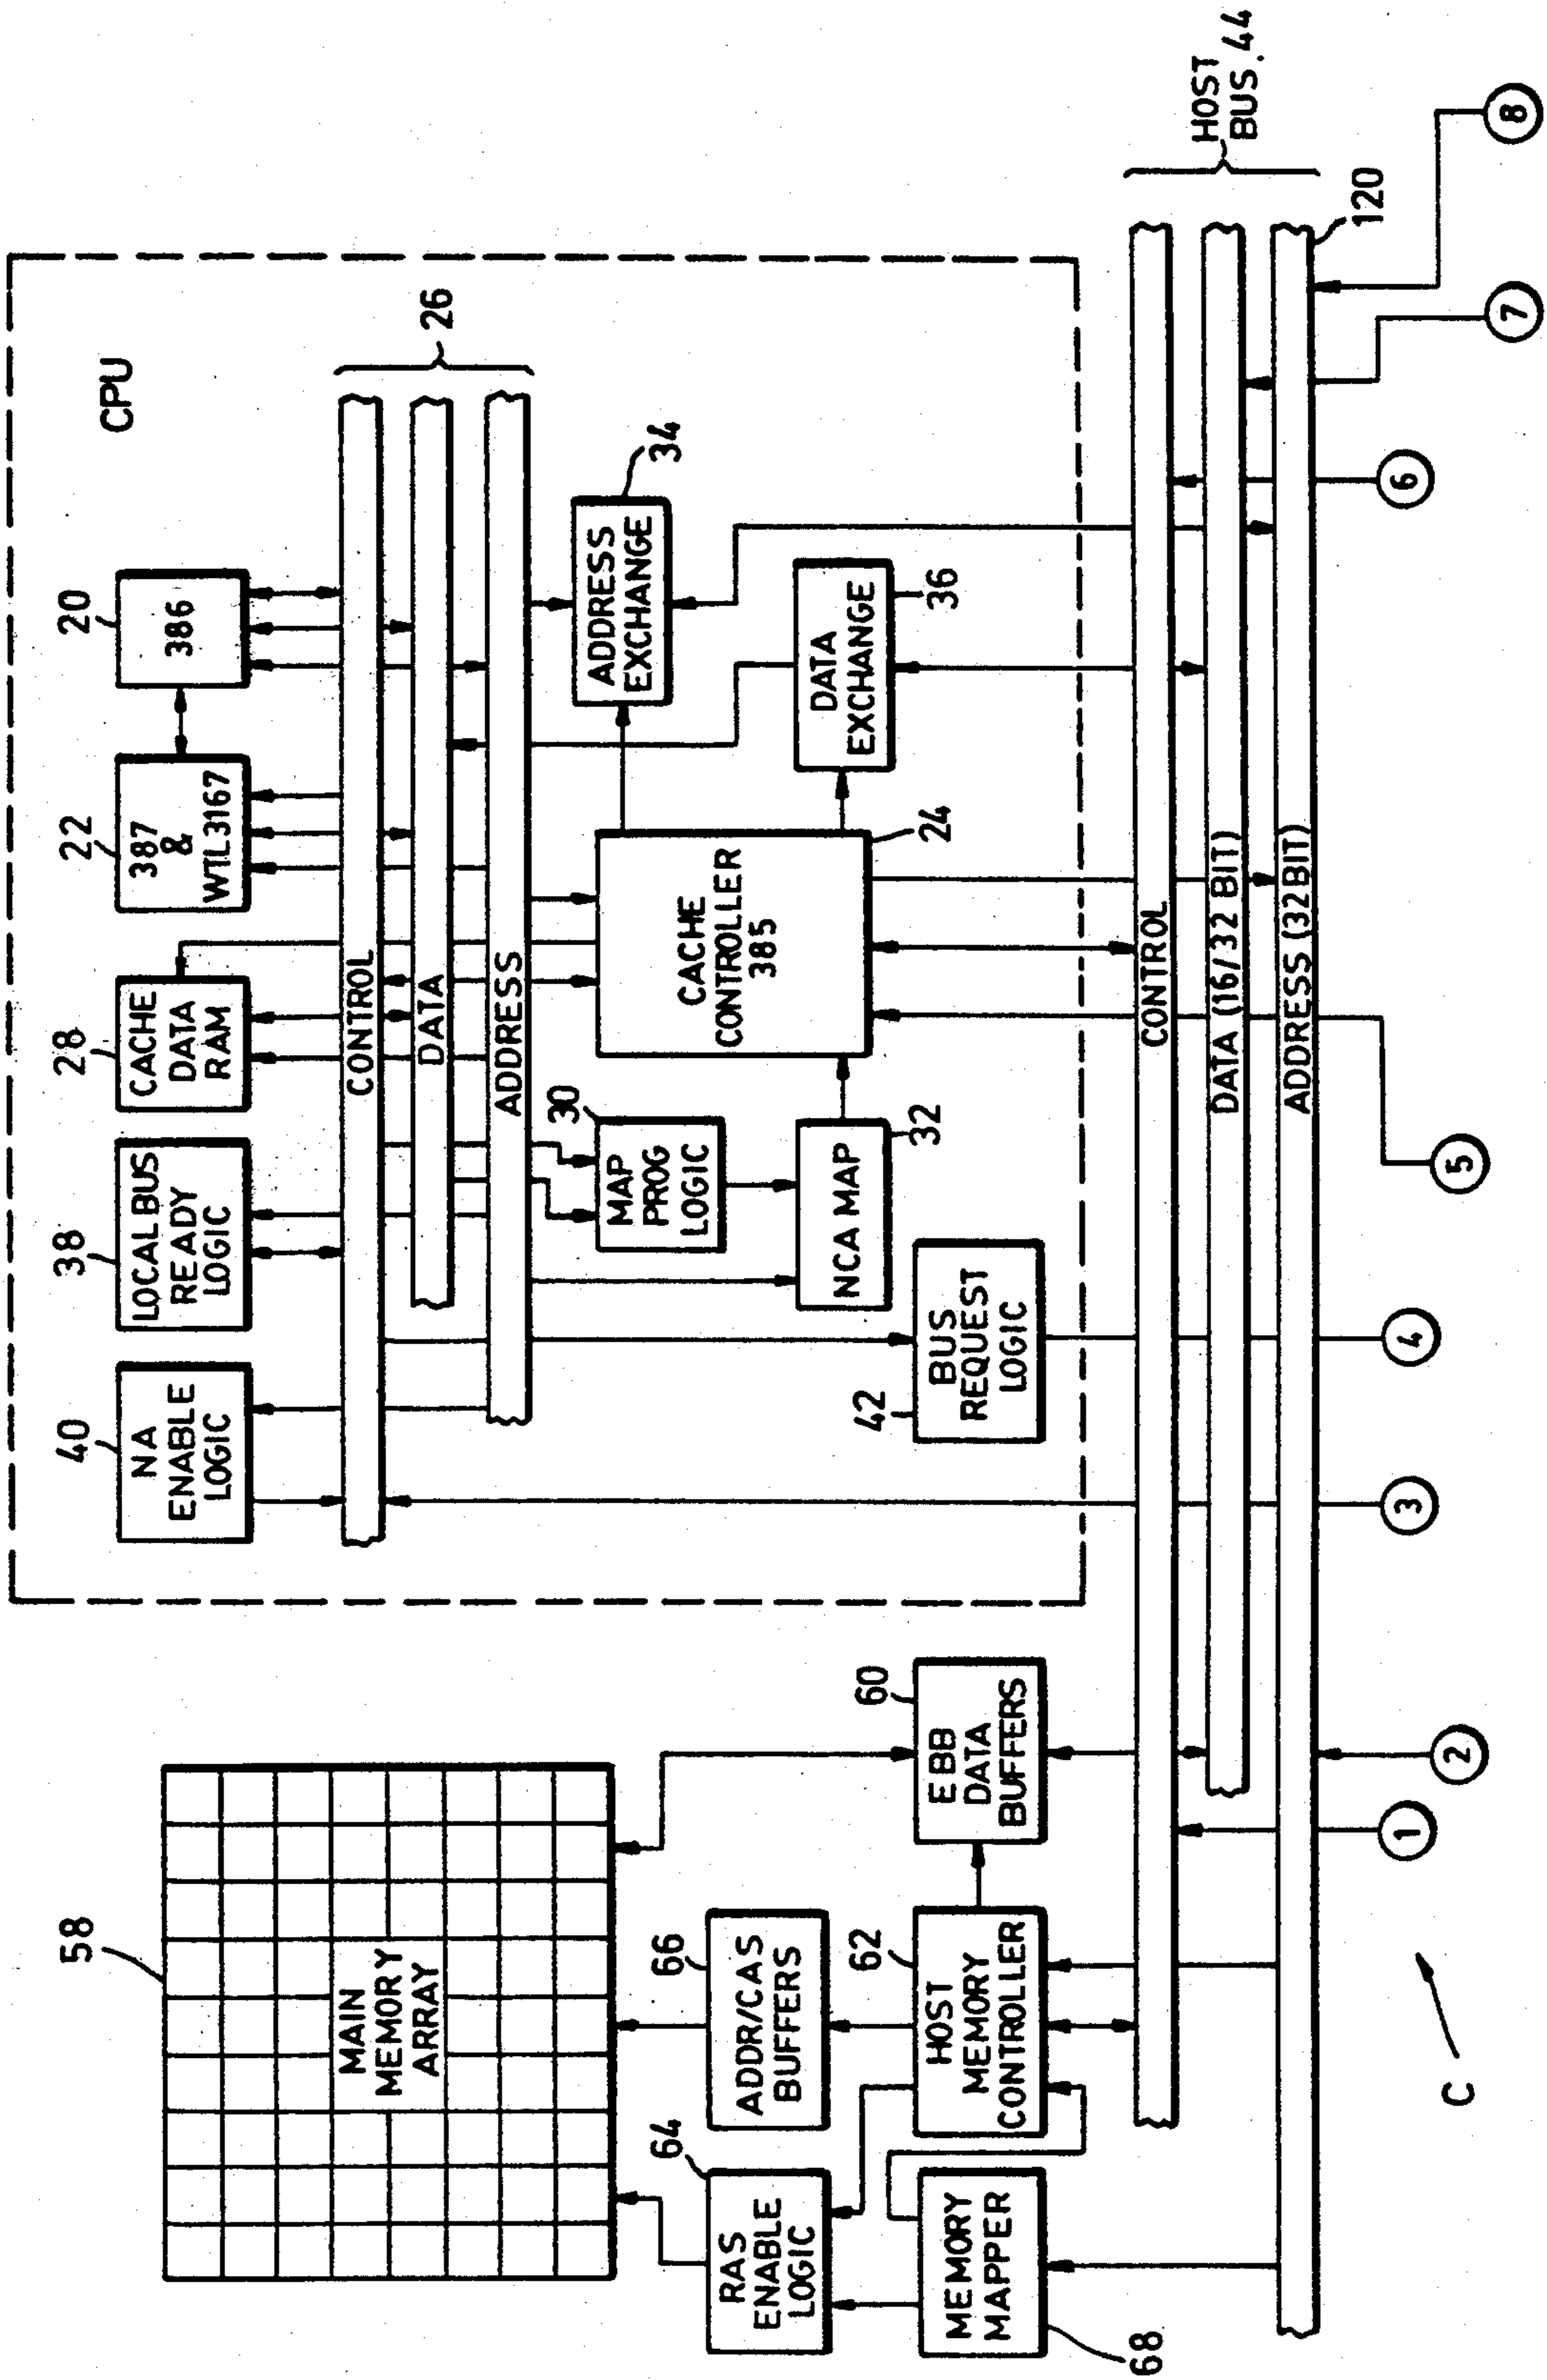 58
MAIN
MEMORY
ARRAY
CPU
40
NA
ENABLE
LOGIC
38
LOCAL BUS
READY
LOGIC
28
CACHE
DATA
RAM
22
387
&
WTL3167
20
386
CONTROL
DATA
ADDRESS
26
30
MAP
PROG
LOGIC
NCA MAP
32
ADDRESS
EXCHANGE
34
CACHE
CONTROLLER
385
24
DATA
EXCHANGE
36
42
BUS
REQUEST
LOGIC
64
RAS
ENABLE
LOGIC
66
ADDR/CAS
BUFFERS
62
HOST
MEMORY
CONTROLLER
60
EBB
DATA
BUFFERS
MEMORY
MAPPER
68
CONTROL
DATA (16/32 BIT)
ADDRESS (32 BIT)
HOST
BUS. 44
120
C
1
2
3
4
5
6
7
8